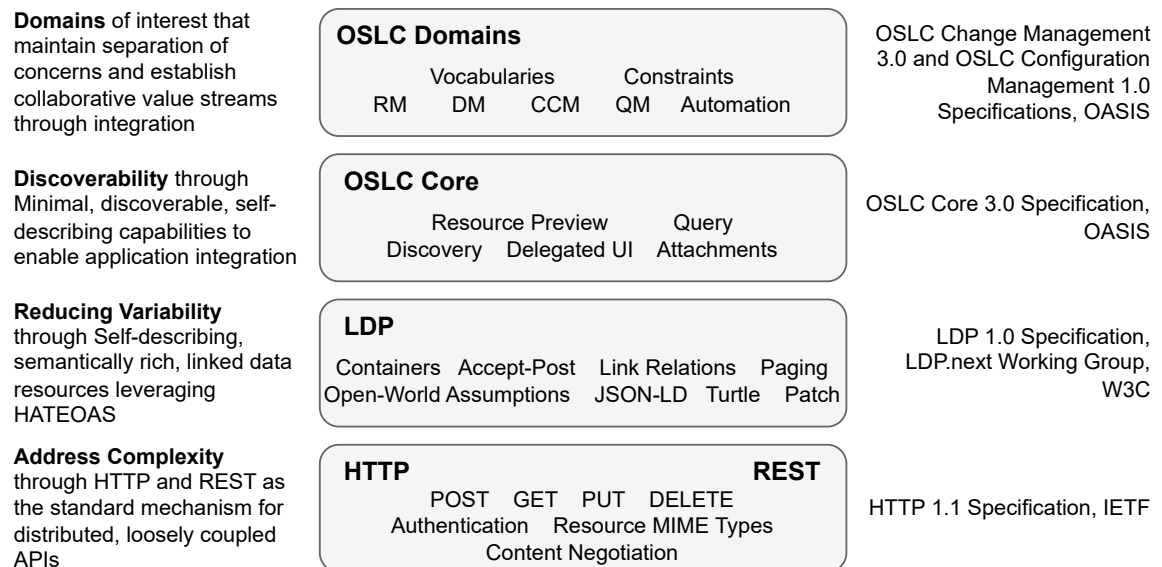 Domains of interest that
maintain separation of
concerns and establish
collaborative value streams
through integration
OSLC Domains
Vocabularies Constraints
RM DM CCM QM Automation
OSLC Change Management
3.0 and OSLC Configuration
Management 1.0
Specifications, OASIS
Discoverability through
Minimal, discoverable, self-
describing capabilities to
enable application integration
OSLC Core
Resource Preview Query
Discovery Delegated UI Attachments
OSLC Core 3.0 Specification,
OASIS
Reducing Variability
through Self-describing,
semantically rich, linked data
resources leveraging
HATEOAS
LDP
Containers Accept-Post Link Relations Paging
Open-World Assumptions JSON-LD Turtle Patch
LDP 1.0 Specification,
LDP.next Working Group,
W3C
Address Complexity
through HTTP and REST as
the standard mechanism for
distributed, loosely coupled
APIs
HTTP REST
POST GET PUT DELETE
Authentication Resource MIME Types
Content Negotiation
HTTP 1.1 Specification, IETF